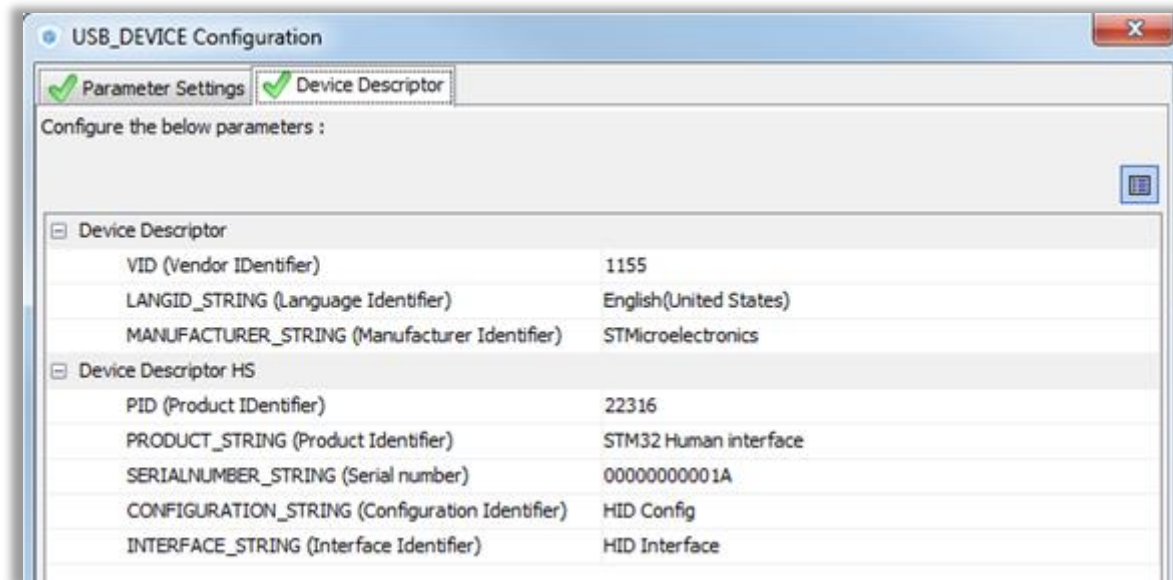 USB_DEVICE Configuration
Parameter Settings Device Descriptor
Configure the below parameters :
Device Descriptor
VID (Vendor IDentifier) 1155
LANGID_STRING (Language Identifier) English(United States)
MANUFACTURER_STRING (Manufacturer Identifier) STMicroelectronics
Device Descriptor HS
PID (Product IDentifier) 22316
PRODUCT_STRING (Product Identifier) STM32 Human interface
SERIALNUMBER_STRING (Serial number) 00000000001A
CONFIGURATION_STRING (Configuration Identifier) HID Config
INTERFACE_STRING (Interface Identifier) HID Interface